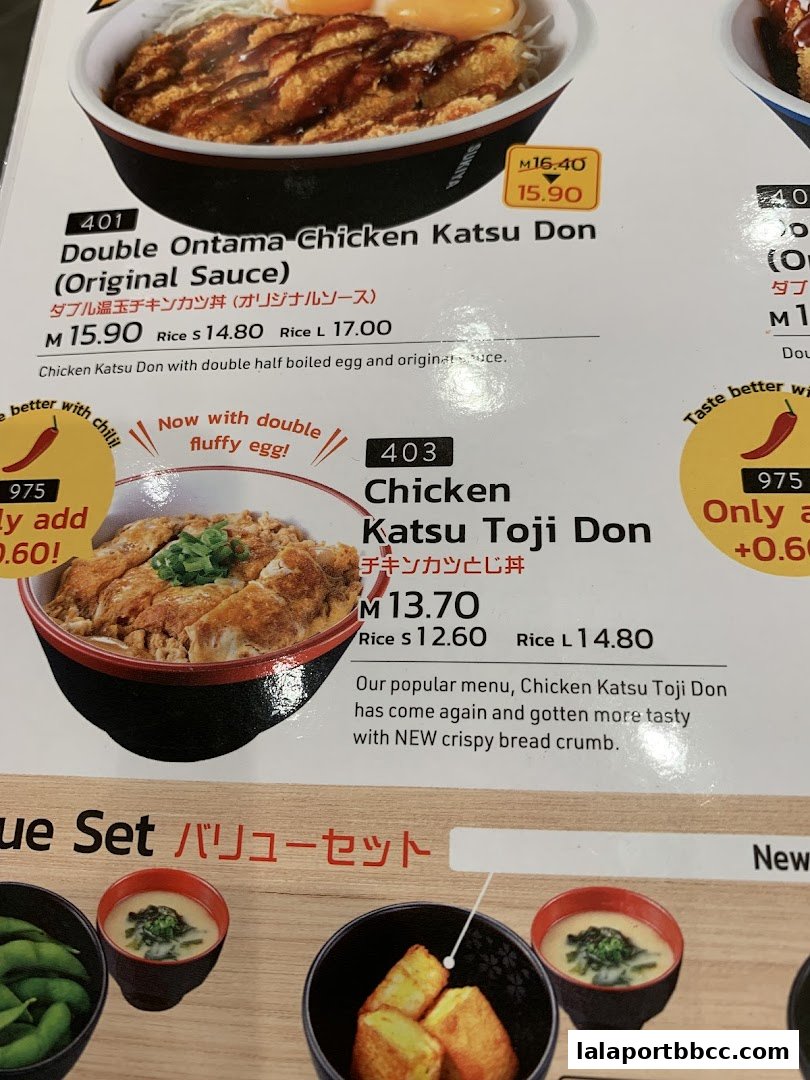 SUKIYA
M 16.40
15.90
401
Double Ontama Chicken Katsu Don
(Original Sauce)
ダブル温玉チキンカツ丼 (オリジナルソース)
M 15.90 Rice S 14.80 Rice L 17.00
Chicken Katsu Don with double half boiled egg and original sauce.
better with chili!
975
add
0.60!
Now with double
fluffy egg!
403
Chicken
Katsu Toji Don
チキンカツとじ丼
M 13.70
Rice S 12.60 Rice L 14.80
Our popular menu, Chicken Katsu Toji Don
has come again and gotten more tasty
with NEW crispy bread crumb.
Taste better
975
Only
+0.60
Set バリューセット
New
lalaportbbcc.com